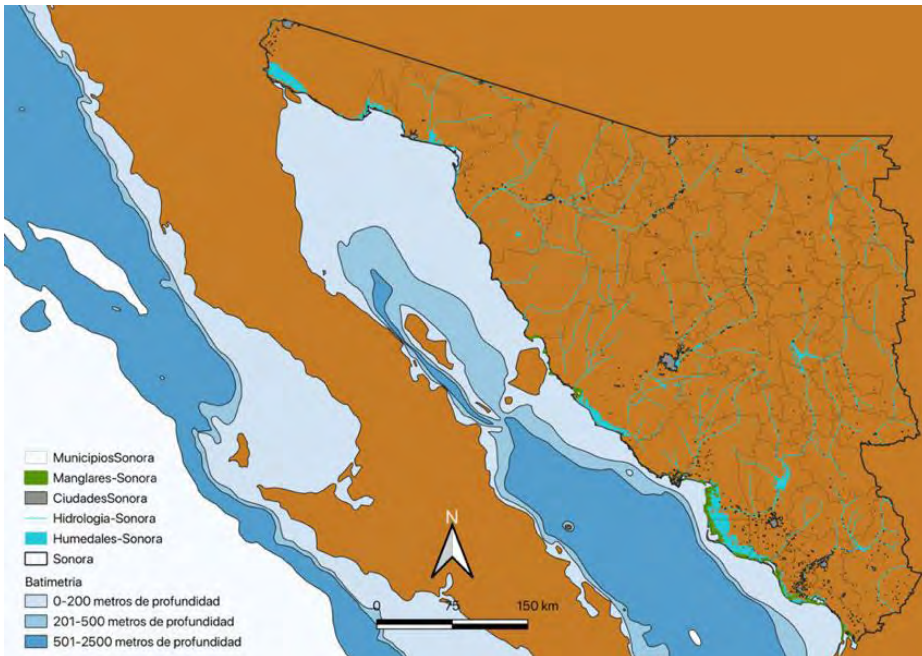 MunicipiosSonora
Manglares-Sonora
CiudadesSonora
Hidrologia-Sonora
Humedales-Sonora
Sonora
Batimetria
0-200 metros de profundidad
201-500 metros de profundidad
501-2500 metros de profundidad
N
0 75 150 km